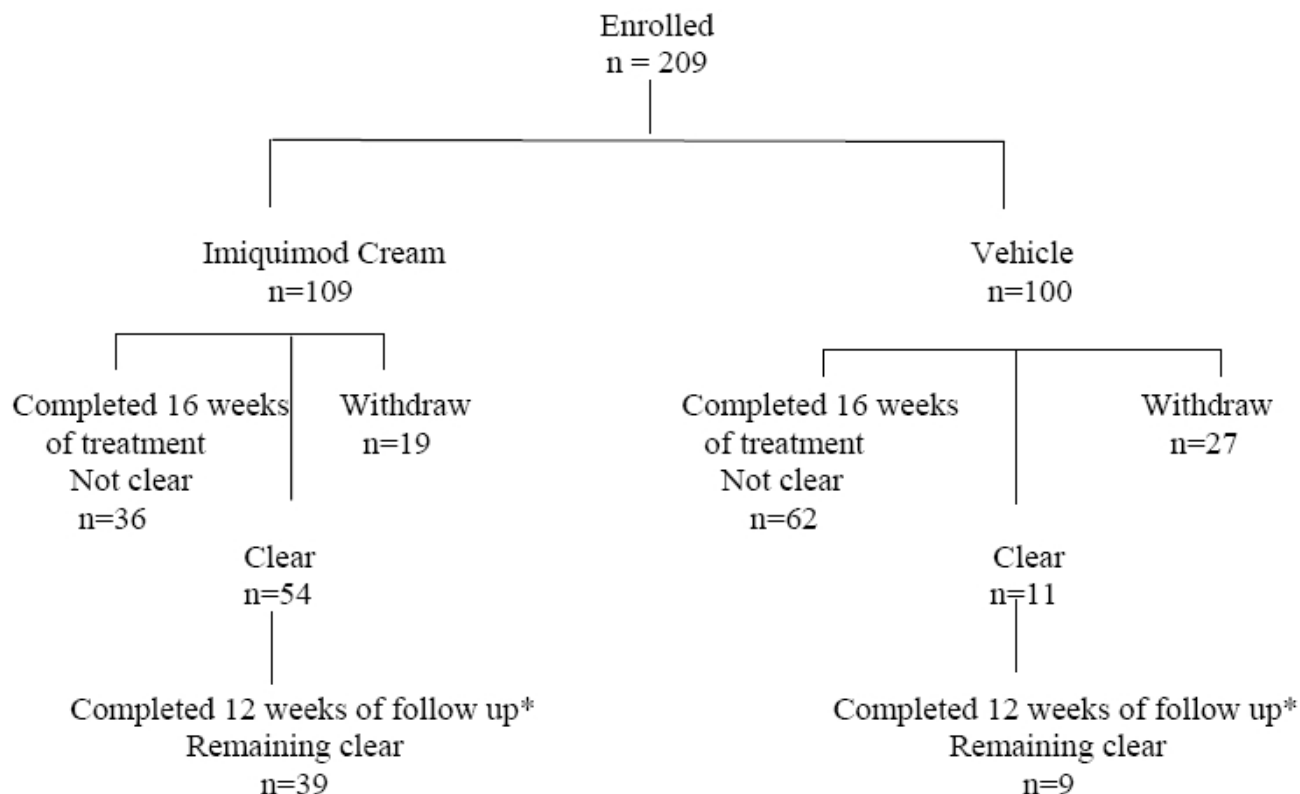 Enrolled
n = 209
Imiquimod Cream
n=109
Vehicle
n=100
Completed 16 weeks
of treatment
Not clear
n=36
Withdraw
n=19
Clear
n=54
Completed 12 weeks of follow up*
Remaining clear
n=39
Completed 16 weeks
of treatment
Not clear
n=62
Withdraw
n=27
Clear
n=11
Completed 12 weeks of follow up*
Remaining clear
n=9